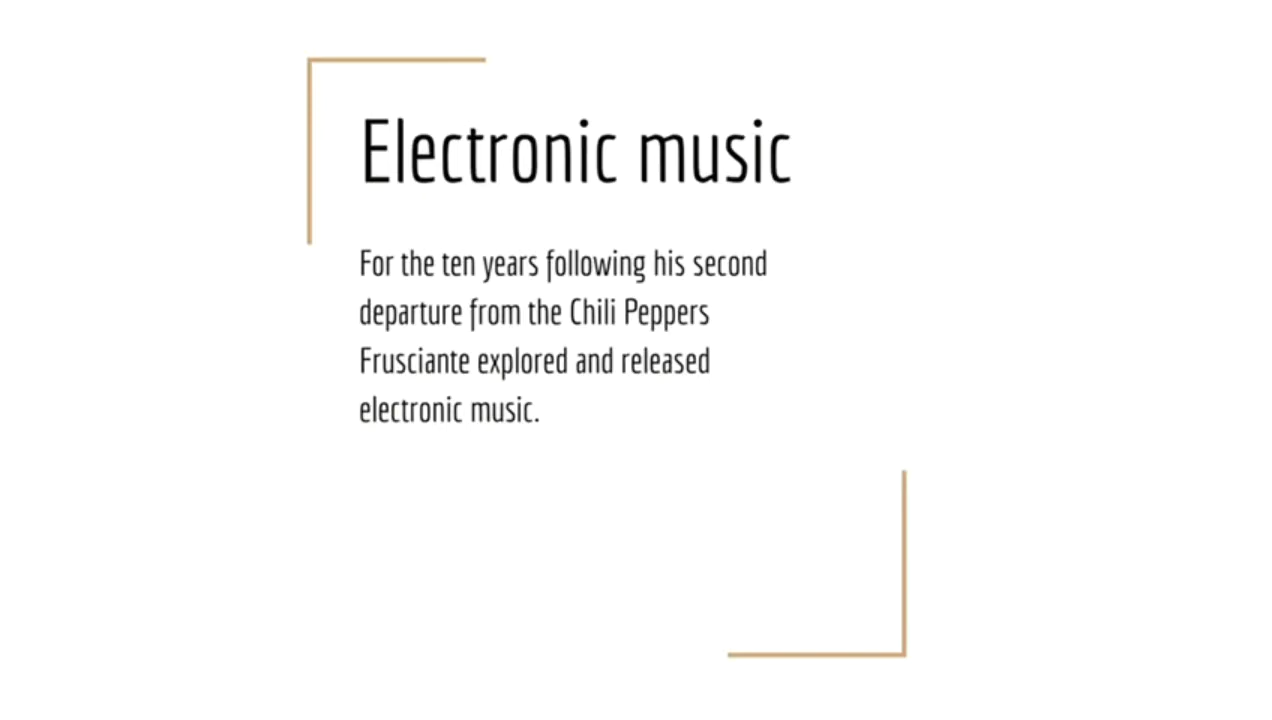 Electronic music
For the ten years following his second
departure from the Chili Peppers
Frusciante explored and released
electronic music.